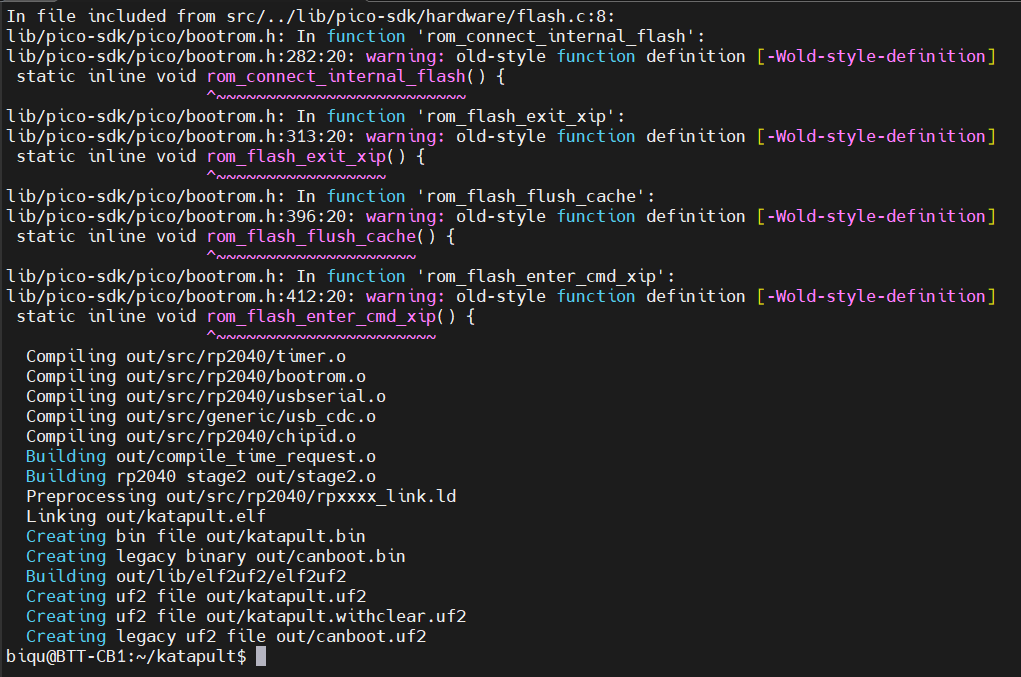 In file included from src/../lib/pico-sdk/hardware/flash.c:8:
lib/pico-sdk/pico/bootrom.h: In function 'rom_connect_internal_flash':
lib/pico-sdk/pico/bootrom.h:282:20: warning: old-style function definition [-Wold-style-definition]
 static inline void rom_connect_internal_flash() {
                    ^~~~~~~~~~~~~~~~~~~~~~~~~~
lib/pico-sdk/pico/bootrom.h: In function 'rom_flash_exit_xip':
lib/pico-sdk/pico/bootrom.h:313:20: warning: old-style function definition [-Wold-style-definition]
 static inline void rom_flash_exit_xip() {
                    ^~~~~~~~~~~~~~~~~~
lib/pico-sdk/pico/bootrom.h: In function 'rom_flash_flush_cache':
lib/pico-sdk/pico/bootrom.h:396:20: warning: old-style function definition [-Wold-style-definition]
 static inline void rom_flash_flush_cache() {
                    ^~~~~~~~~~~~~~~~~~~~~
lib/pico-sdk/pico/bootrom.h: In function 'rom_flash_enter_cmd_xip':
lib/pico-sdk/pico/bootrom.h:412:20: warning: old-style function definition [-Wold-style-definition]
 static inline void rom_flash_enter_cmd_xip() {
                    ^~~~~~~~~~~~~~~~~~~~~~~
  Compiling out/src/rp2040/timer.o
  Compiling out/src/rp2040/bootrom.o
  Compiling out/src/rp2040/usbserial.o
  Compiling out/src/generic/usb_cdc.o
  Compiling out/src/rp2040/chipid.o
  Building out/compile_time_request.o
  Building rp2040 stage2 out/stage2.o
  Preprocessing out/src/rp2040/rpxxxx_link.ld
  Linking out/katapult.elf
  Creating bin file out/katapult.bin
  Creating legacy binary out/canboot.bin
  Building out/lib/elf2uf2/elf2uf2
  Creating uf2 file out/katapult.uf2
  Creating uf2 file out/katapult.withclear.uf2
  Creating legacy uf2 file out/canboot.uf2
biqu@BTT-CB1:~/katapult$